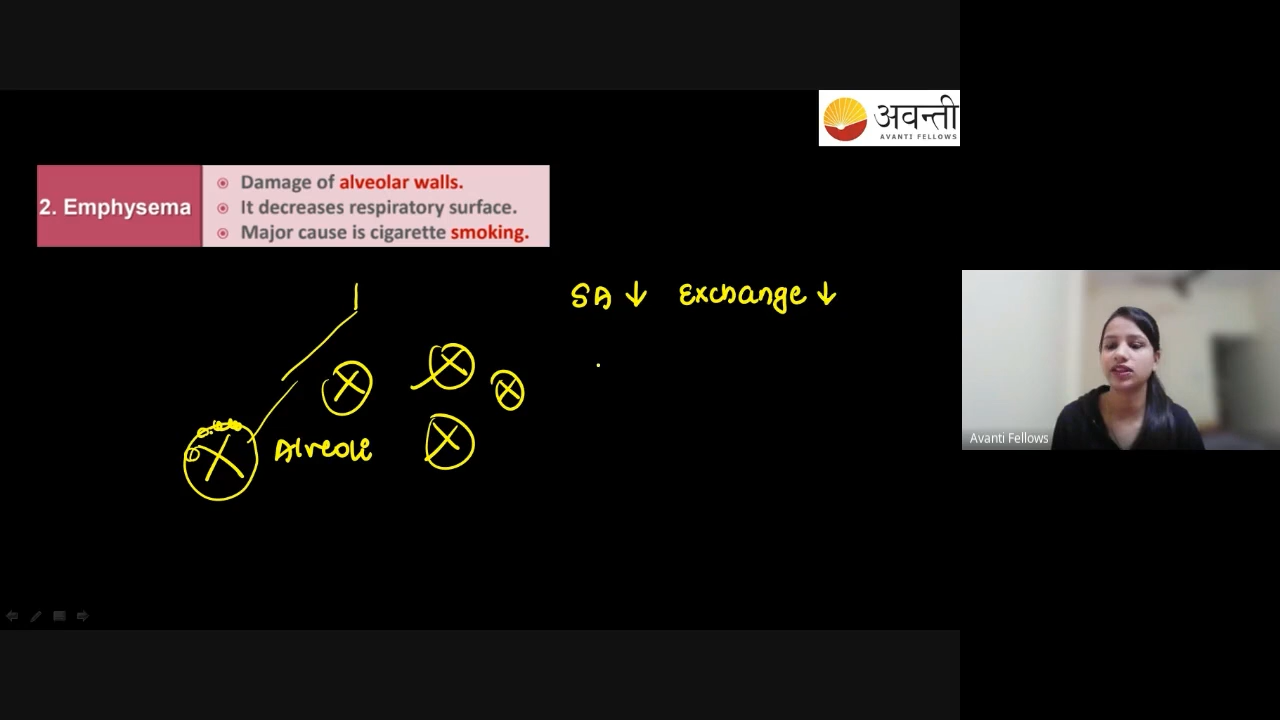 अवन्ती
AVANTI FELLOWS
2. Emphysema
Damage of alveolar walls.
It decreases respiratory surface.
Major cause is cigarette smoking.
SA ↓ Exchange ↓
Alveoli
Avanti Fellows